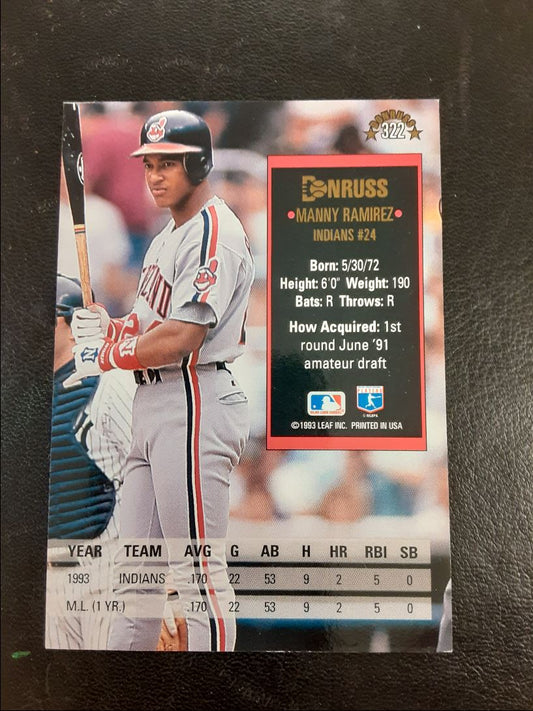 DONRUSS
322
DONRUSS
MANNY RAMIREZ
INDIANS #24
Born: 5/30/72
Height: 6'0" Weight: 190
Bats: R Throws: R
How Acquired: 1st
round June '91
amateur draft
©1993 LEAF INC. PRINTED IN USA
YEAR TEAM AVG G AB H HR RBI SB
1993 INDIANS .170 22 53 9 2 5 0
M.L. (1 YR.) .170 22 53 9 2 5 0